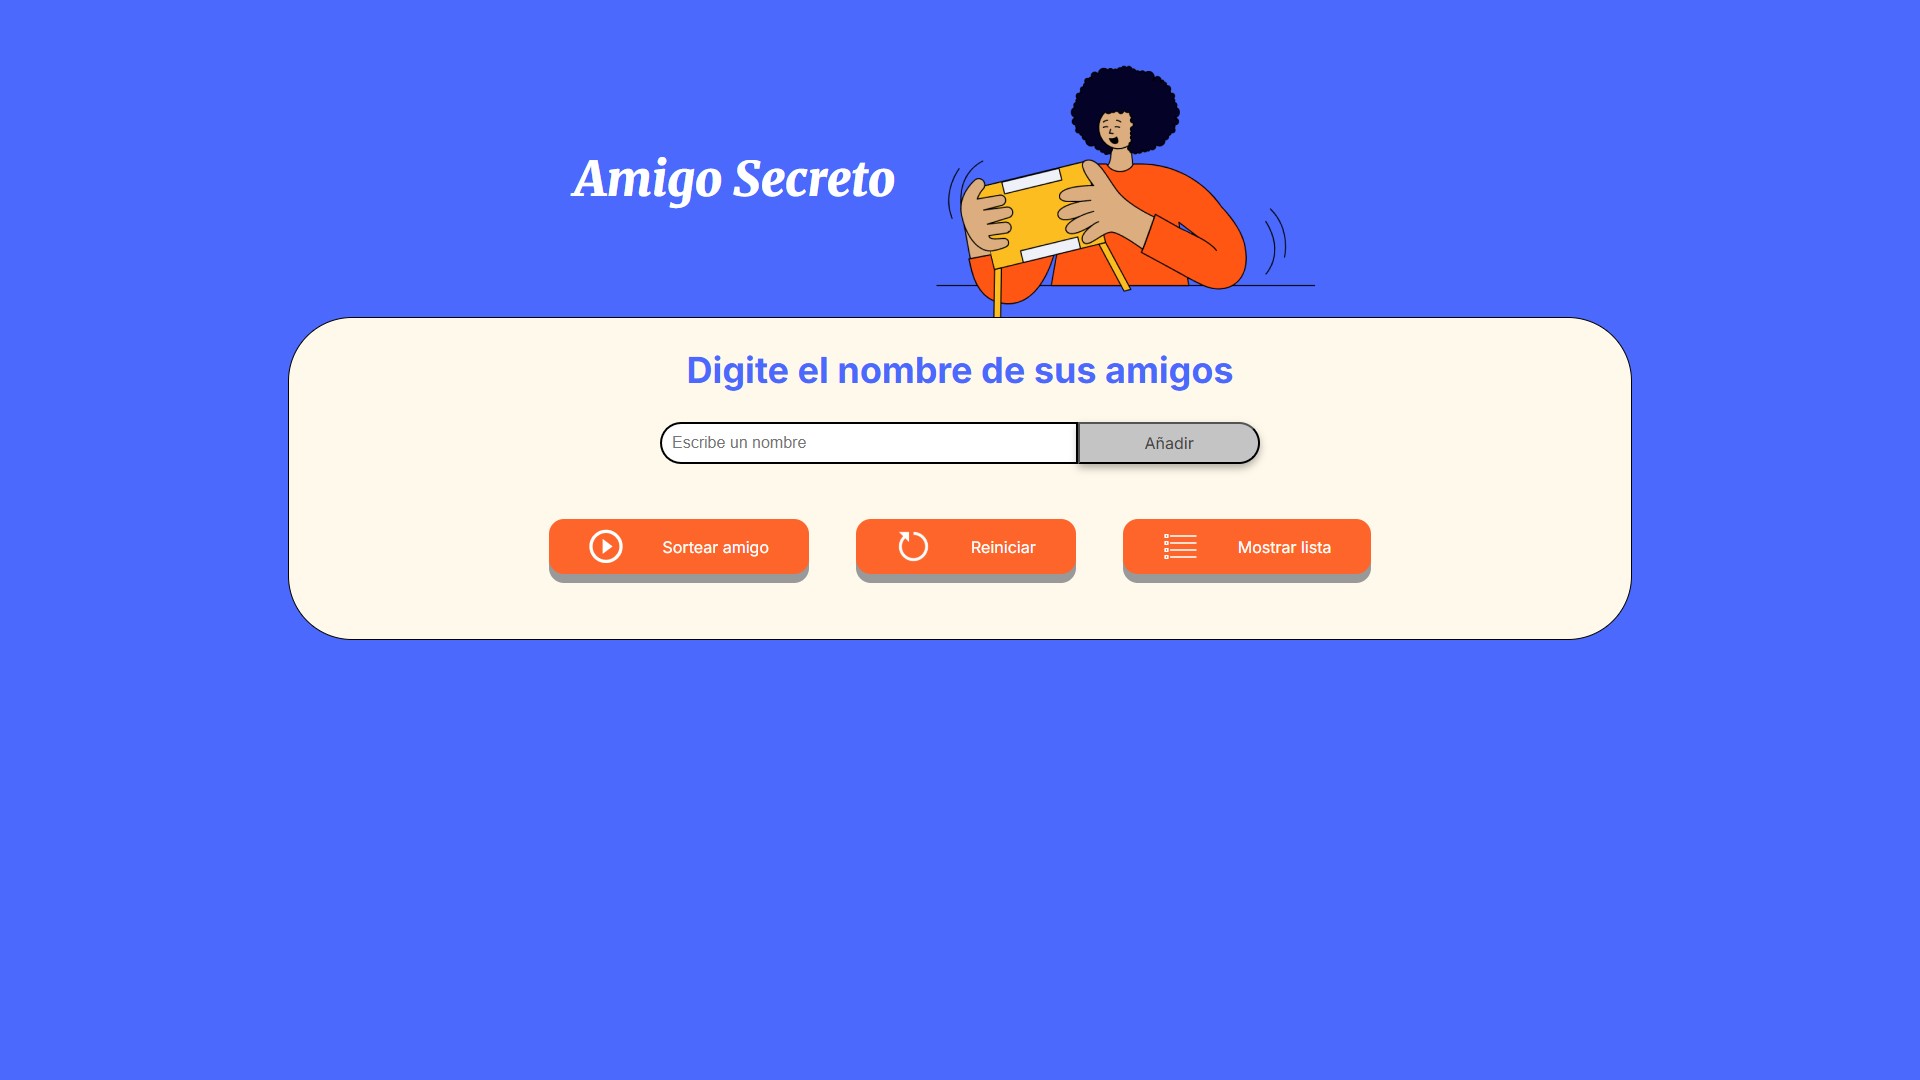 Amigo Secreto
Digite el nombre de sus amigos
Escribe un nombre
Añadir
Sortear amigo
Reiniciar
Mostrar lista